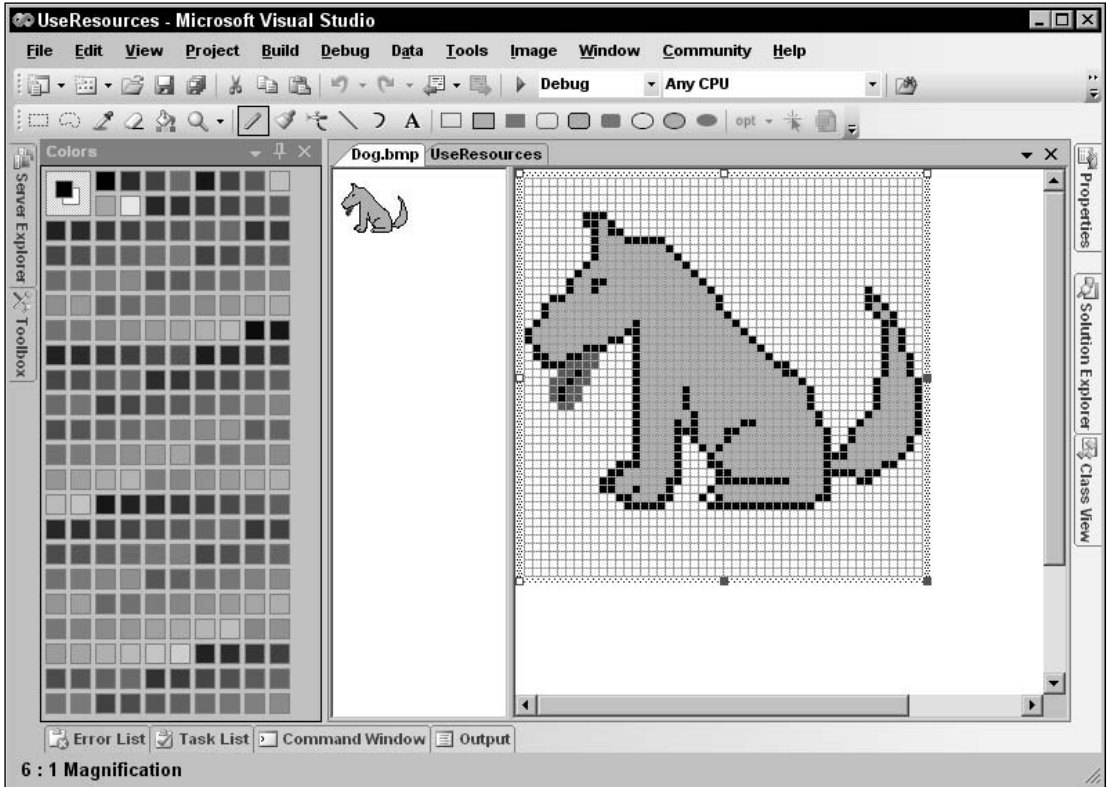 UseResources - Microsoft Visual Studio
File Edit View Project Build Debug Data Tools Image Window Community Help
Debug Any CPU
A opt
Colors
Dog.bmp UseResources
Server Explorer
Toolbox
Properties
Solution Explorer
Class View
Error List Task List Command Window Output
6 : 1 Magnification